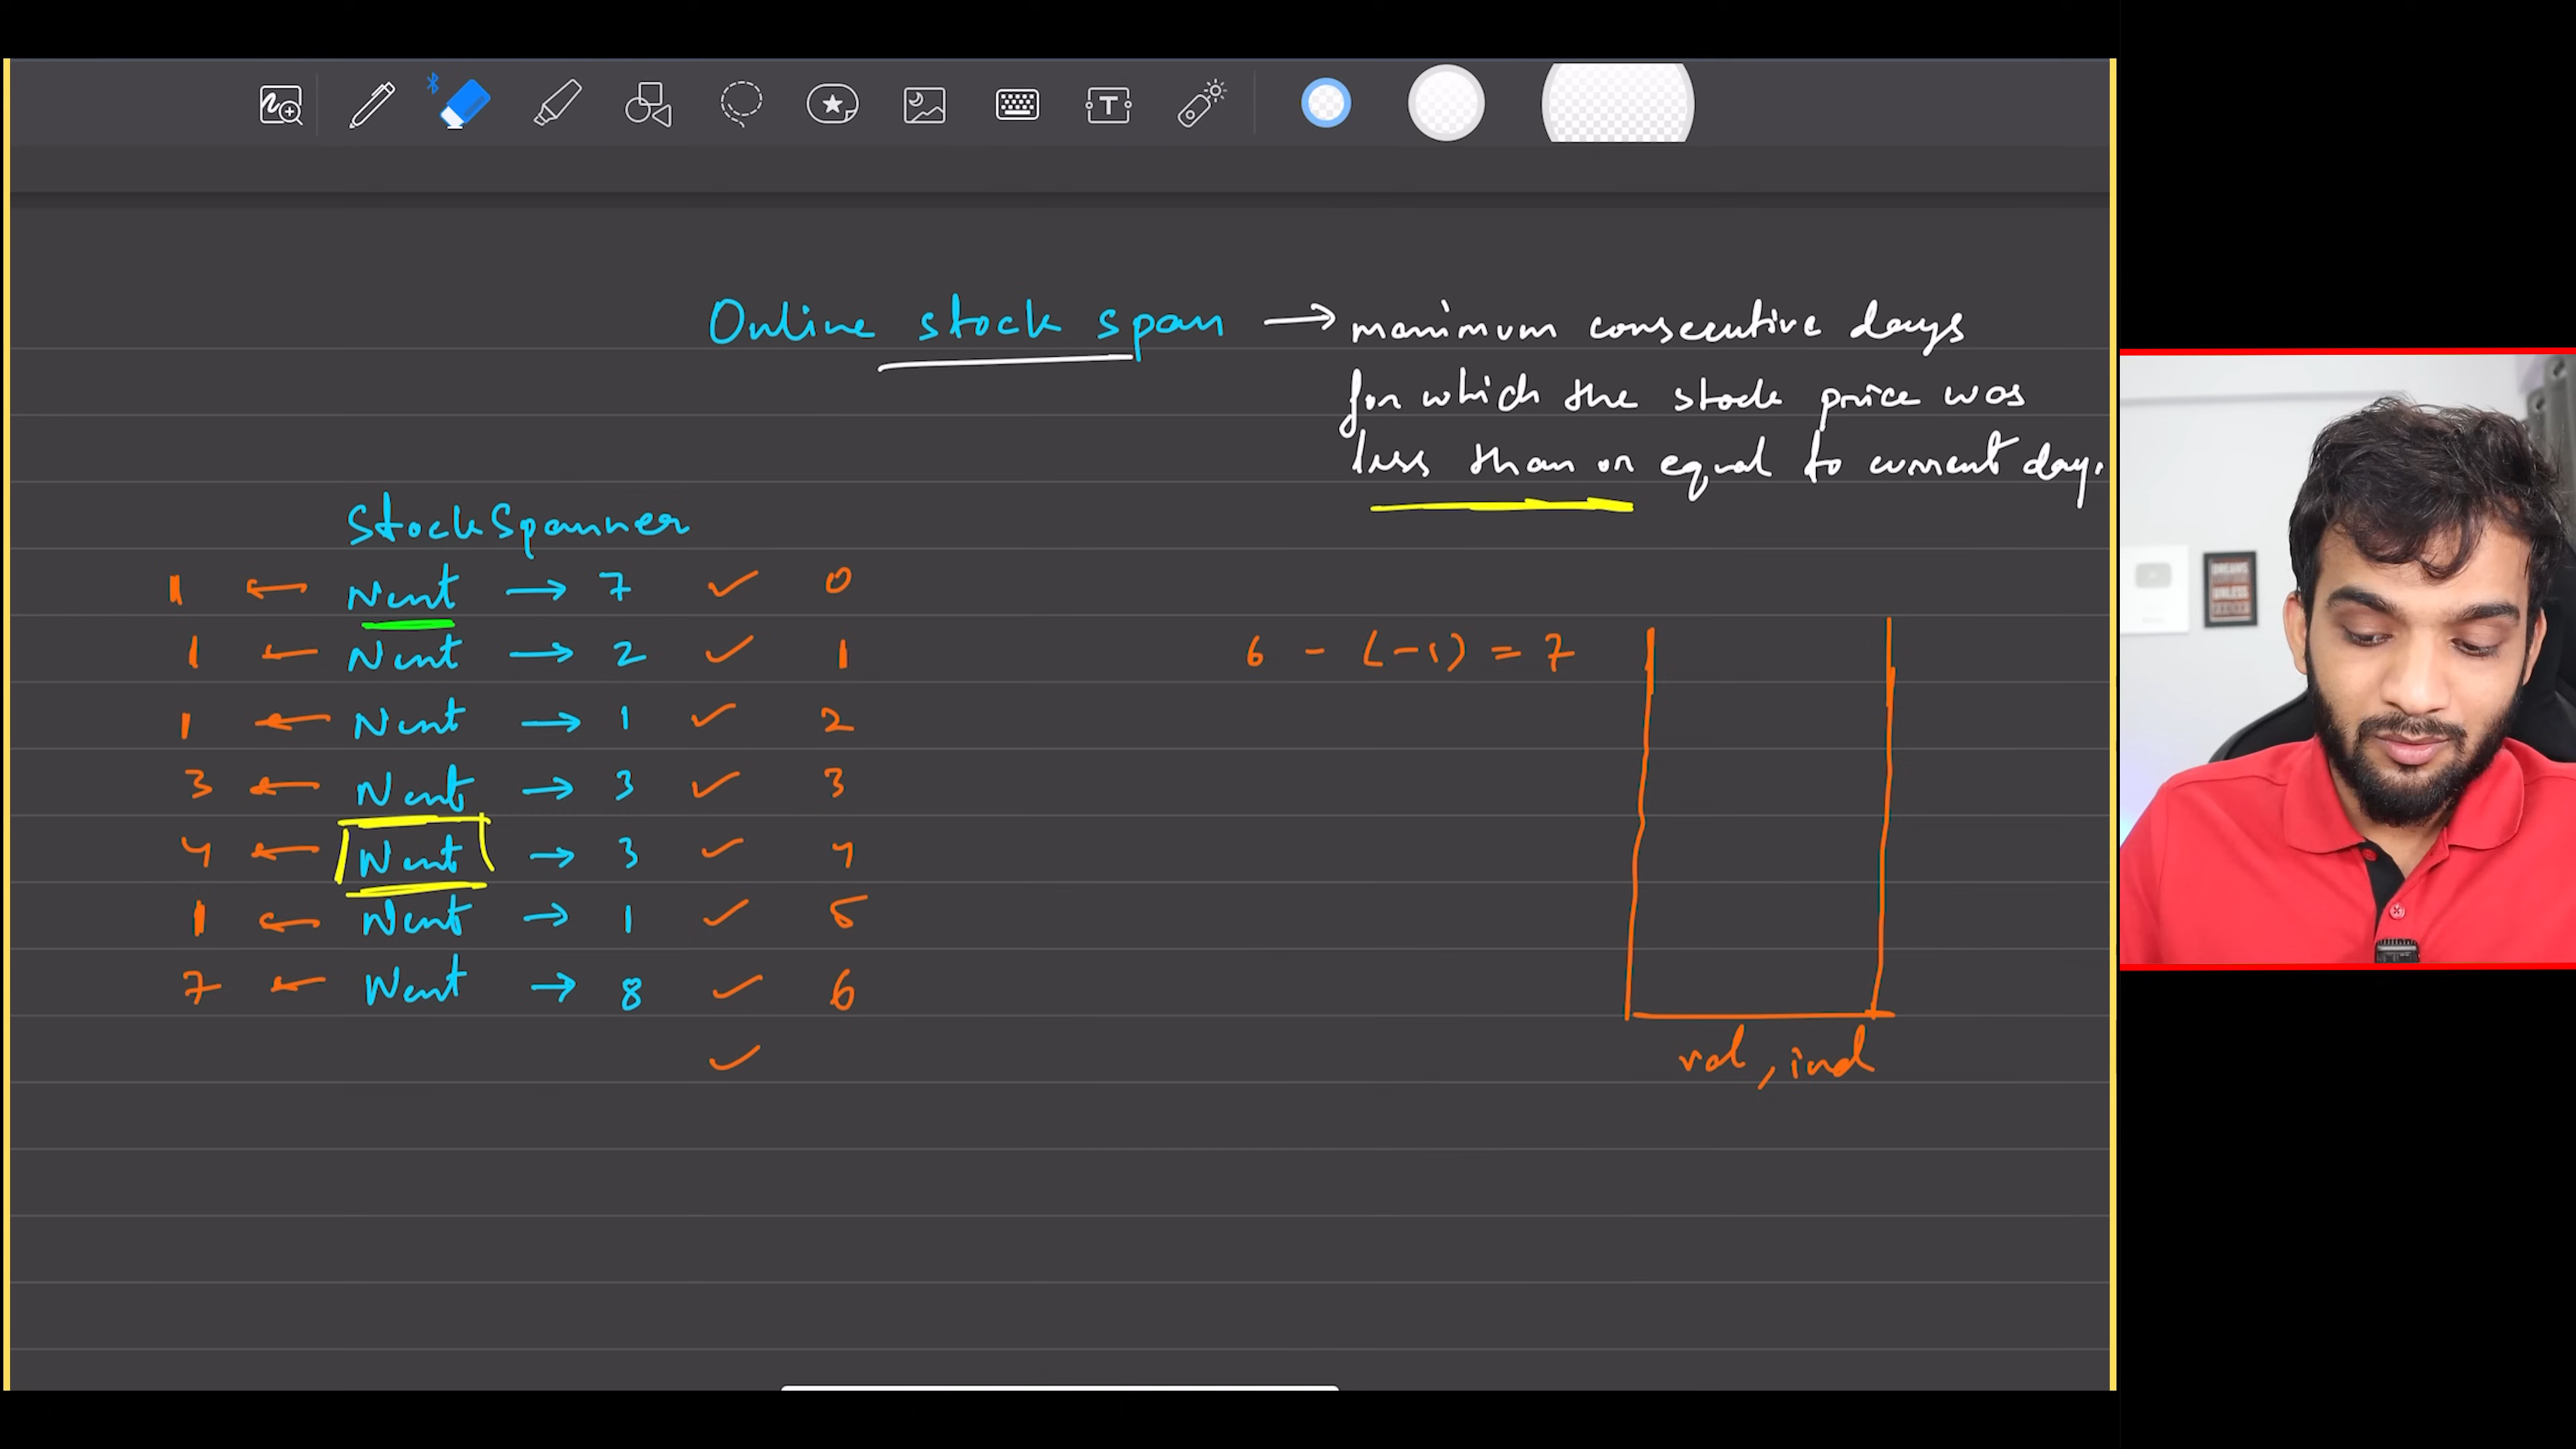 Online stock span → maximum consecutive days
for which the stock price was
less than or equal to current day.
StockSpanner
1 ← Next → 7 ✓ 0
1 ← Next → 2 ✓ 1
1 ← Next → 1 ✓ 2
3 ← Next → 3 ✓ 3
4 ← Next → 3 ✓ 4
1 ← Next → 1 ✓ 5
7 ← Next → 8 ✓ 6
✓
6 - (-1) = 7
val, ind
T
DREAMS
UNLESS